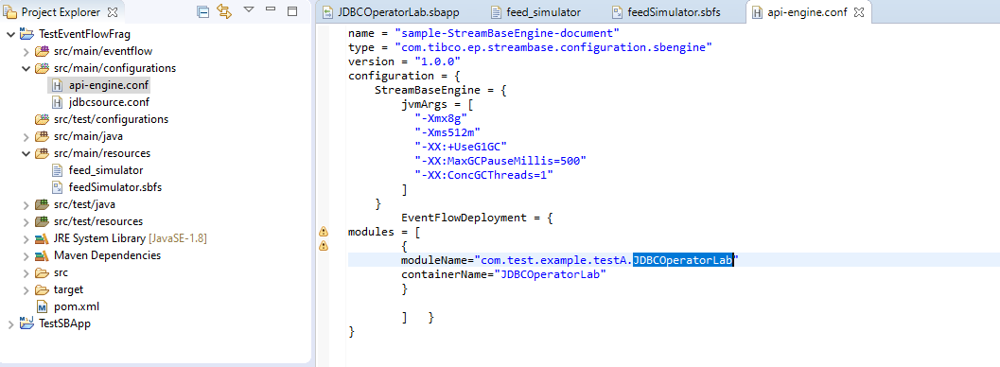 Project Explorer
TestEventFlowFrag
src/main/eventflow
src/main/configurations
api-engine.conf
jdbcsource.conf
src/test/configurations
src/main/java
src/main/resources
feed_simulator
feedSimulator.sbfs
src/test/java
src/test/resources
JRE System Library [JavaSE-1.8]
Maven Dependencies
src
target
pom.xml
TestSBApp
JDBCOperatorLab.sbapp
feed_simulator
feedSimulator.sbfs
api-engine.conf
name = "sample-StreamBaseEngine-document"
type = "com.tibco.ep.streambase.configuration.sbengine"
version = "1.0.0"
configuration = {
StreamBaseEngine = {
jvmArgs = [
"-Xmx8g"
"-Xms512m"
"-XX:+UseG1GC"
"-XX:MaxGCPauseMillis=500"
"-XX:ConcGCThreads=1"
]
}
EventFlowDeployment = {
modules = [
{
moduleName="com.test.example.testA.JDBCOperatorLab"
containerName="JDBCOperatorLab"
}
] }
}